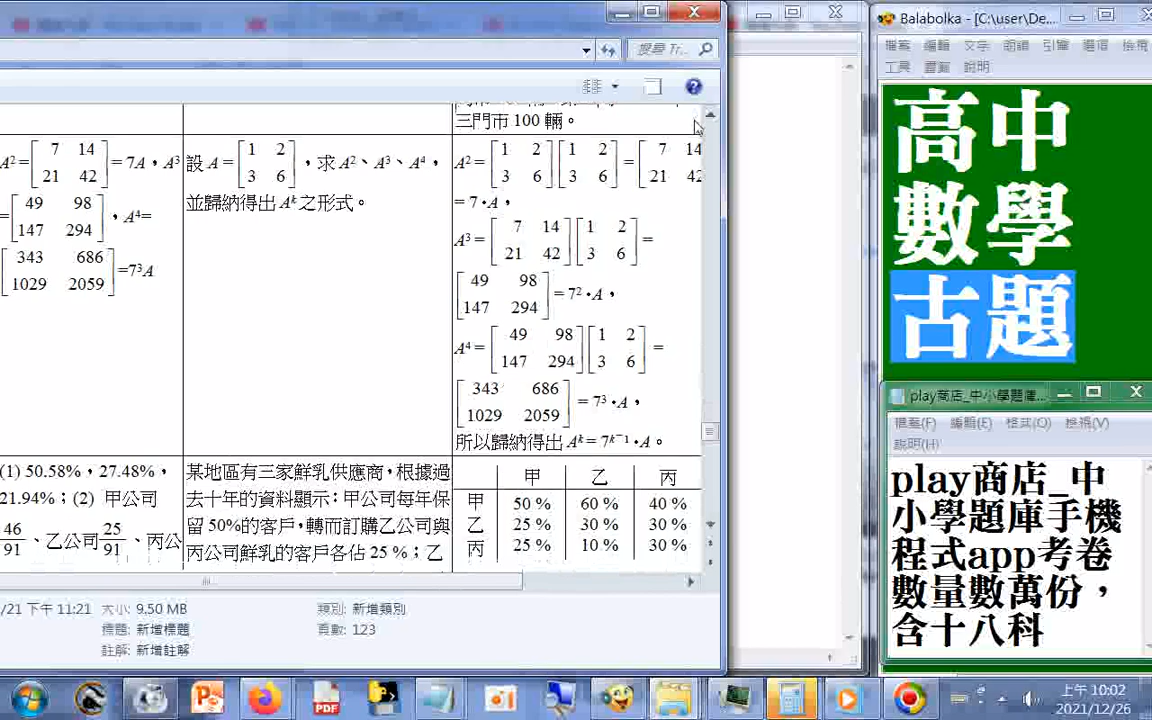 Balabolka - [C:\user\De...
檔案 編輯 文字 朗讀 引覽 選項 檢視
工具 書窗 說明
搜尋 Tr...
三門市 100 輛。
A²= [7 14 21 42] = 7A，A³
= [49 98 147 294]，A⁴=
[343 686 1029 2059] =7³A
設 A = [1 2 3 6]，求 A²、A³、A⁴，
並歸納得出 Aᵏ 之形式。
A² = [1 2 3 6] [1 2 3 6] = [7 14 21 42]
= 7·A，
A³ = [7 14 21 42] [1 2 3 6] =
[49 98 147 294] = 7²·A，
A⁴ = [49 98 147 294] [1 2 3 6] =
[343 686 1029 2059] = 7³·A，
所以歸納得出 Aᵏ = 7ᵏ⁻¹·A。
(1) 50.58%，27.48%，
21.94%；(2) 甲公司
46/91、乙公司25/91、丙公
某地區有三家鮮乳供應商，根據過
去十年的資料顯示：甲公司每年保
留 50%的客戶，轉而訂購乙公司與
丙公司鮮乳的客戶各佔 25 %；乙
甲 乙 丙
甲 50 % 60 % 40 %
乙 25 % 30 % 30 %
丙 25 % 10 % 30 %
/21 下午 11:21 大小: 9.50 MB 類別: 新增類別
標題: 新增標題 頁數: 123
註解: 新增註解
高中
數學
古題
play商店_中小學題庫...
檔案(F) 編輯(E) 格式(O) 檢視(V)
說明(H)
play商店_中
小學題庫手機
程式app考卷
數量數萬份，
含十八科
上午 10:02
2021/12/26